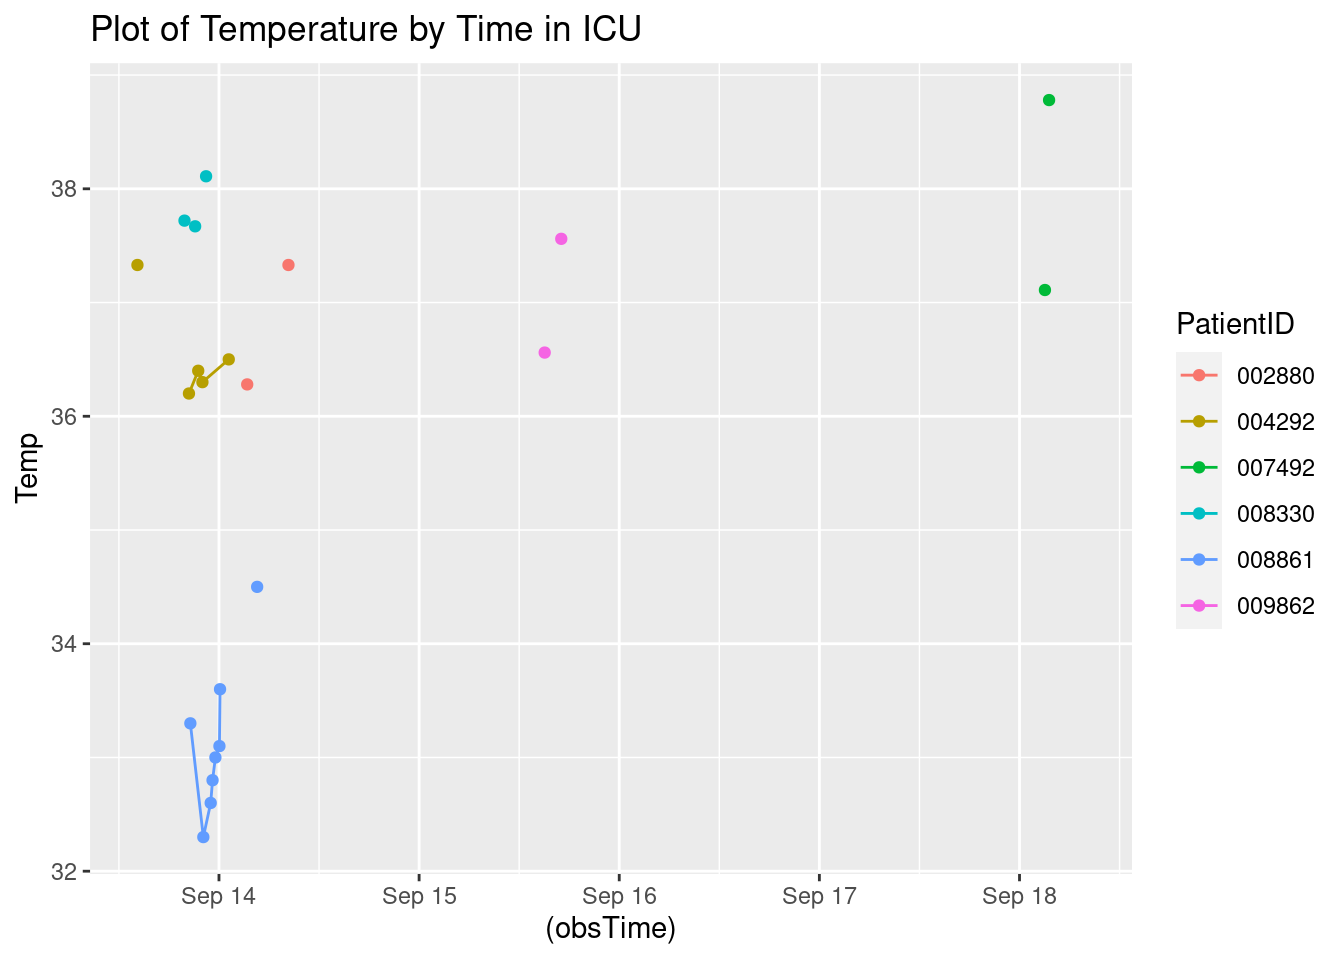 Plot of Temperature by Time in ICU
38
36
34
32
Temp
Sep 14 Sep 15 Sep 16 Sep 17 Sep 18
(obsTime)
PatientID
002880
004292
007492
008330
008861
009862